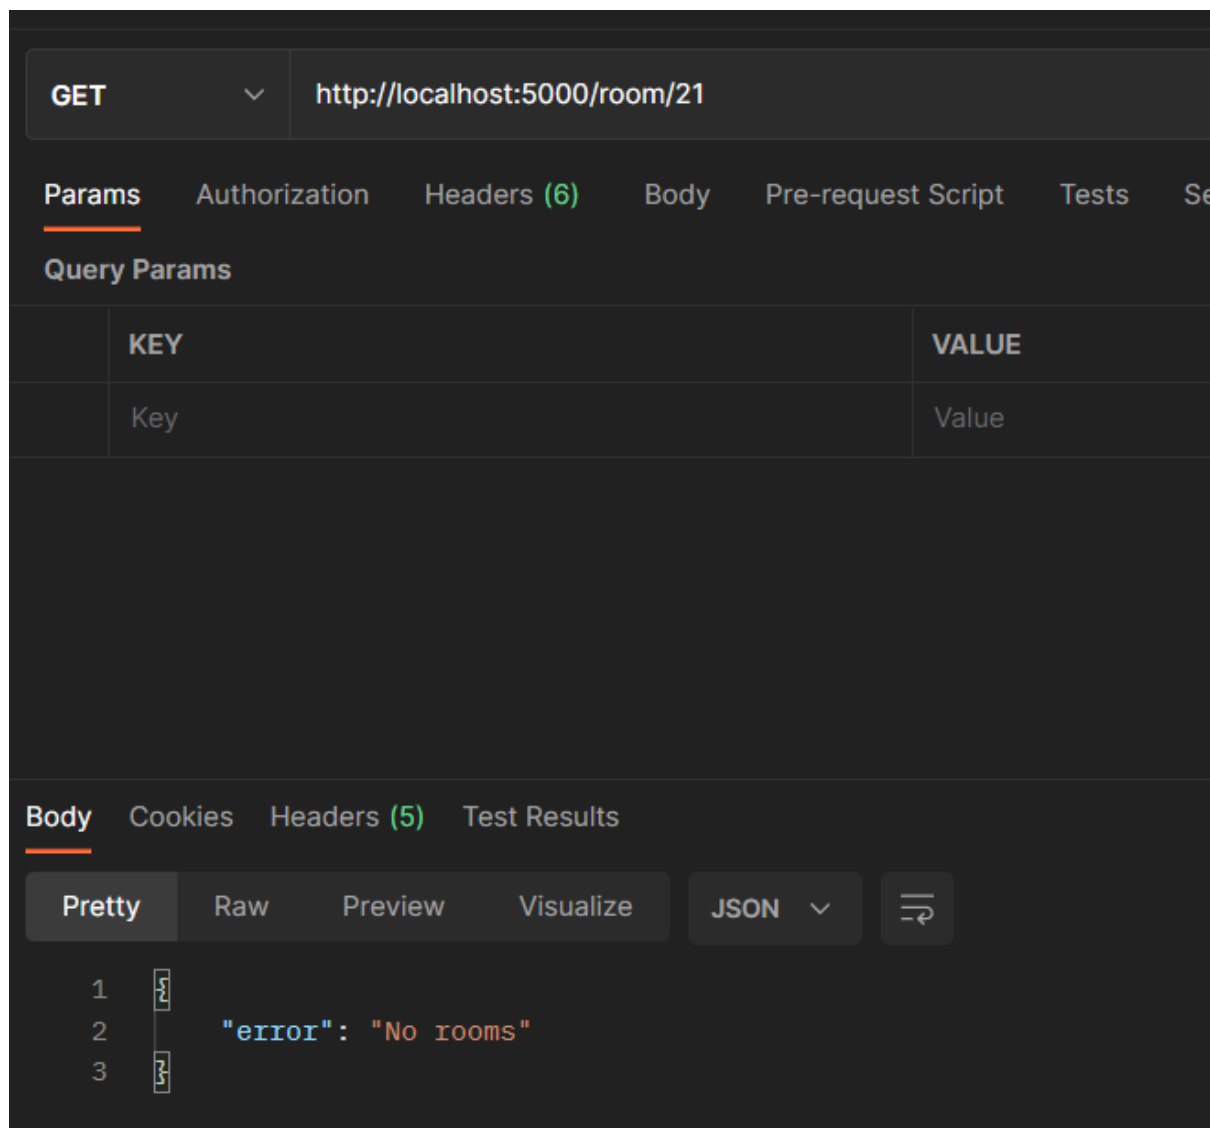 GET http://localhost:5000/room/21
Params Authorization Headers (6) Body Pre-request Script Tests Se
Query Params
KEY VALUE
Key Value
Body Cookies Headers (5) Test Results
Pretty Raw Preview Visualize JSON
1 {
2 "error": "No rooms"
3 }